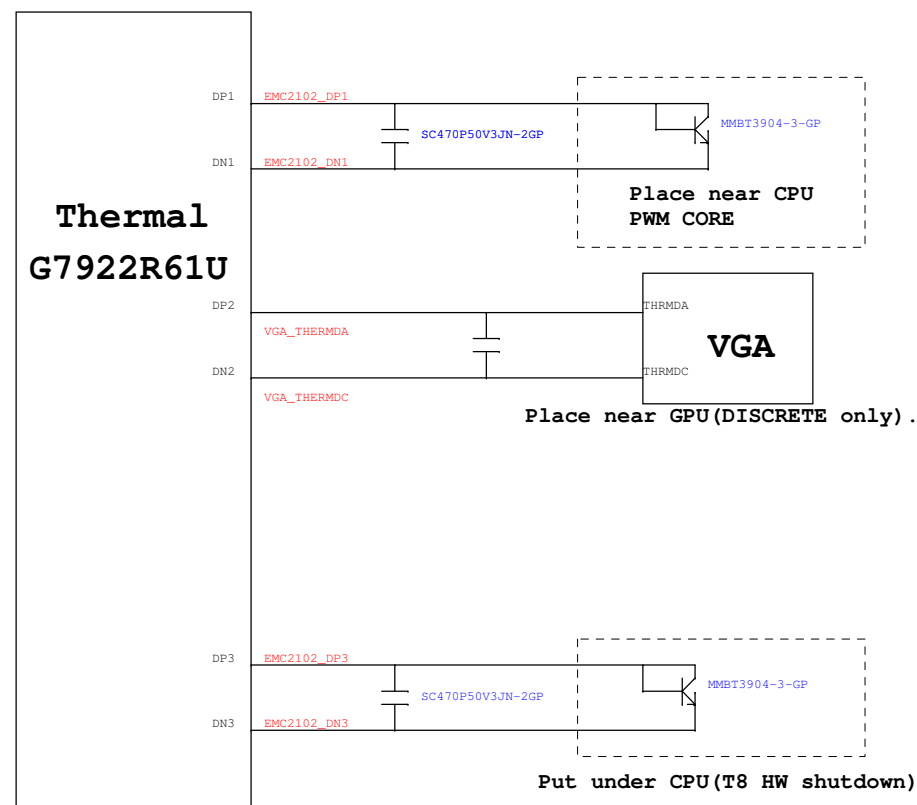 DP1
EMC2102_DP1
SC470P50V3JN-2GP
MMBT3904-3-GP
DN1
EMC2102_DN1
Place near CPU
PWM CORE
Thermal
G7922R61U
DP2
VGA_THERMDA
THRMDA
VGA
DN2
VGA_THERMDC
THRMDC
Place near GPU(DISCRETE only).
DP3
EMC2102_DP3
SC470P50V3JN-2GP
MMBT3904-3-GP
DN3
EMC2102_DN3
Put under CPU(T8 HW shutdown)